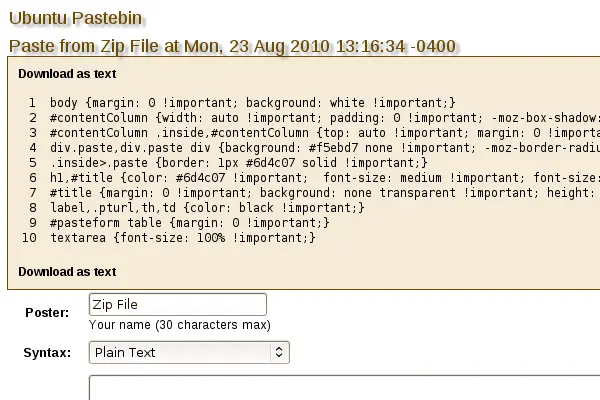 Ubuntu Pastebin
Paste from Zip File at Mon, 23 Aug 2010 13:16:34 -0400
Download as text
1 body {margin: 0 !important; background: white !important;}
2 #contentColumn {width: auto !important; padding: 0 !important; -moz-box-shadow:
3 #contentColumn .inside,#contentColumn {top: auto !important; margin: 0 !importa
4 div.paste,div.paste div {background: #f5ebd7 none !important; -moz-border-radiu
5 .inside>.paste {border: 1px #6d4c07 solid !important;}
6 h1,#title {color: #6d4c07 !important;  font-size: medium !important; font-size:
7 #title {margin: 0 !important; background: none transparent !important; height:
8 label,.pturl,th,td {color: black !important;}
9 #pasteform table {margin: 0 !important;}
10 textarea {font-size: 100% !important;}
Download as text
Poster: Zip File
Your name (30 characters max)
Syntax: Plain Text